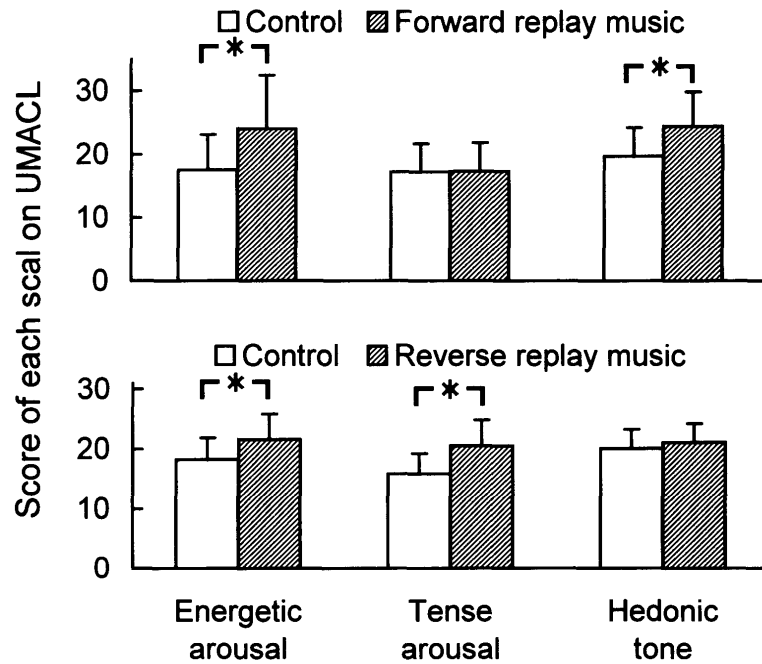 Control Forward replay music
*
*
30
20
10
0
Score of each scal on UMACL
Control Reverse replay music
*
*
30
20
10
0
Energetic
arousal
Tense
arousal
Hedonic
tone